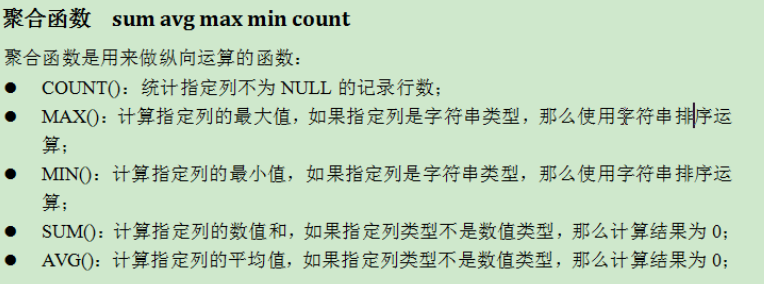 聚合函数 sum avg max min count
聚合函数是用来做纵向运算的函数：
● COUNT()：统计指定列不为 NULL 的记录行数；
● MAX()：计算指定列的最大值，如果指定列是字符串类型，那么使用字符串排序运
算；
● MIN()：计算指定列的最小值，如果指定列是字符串类型，那么使用字符串排序运
算；
● SUM()：计算指定列的数值和，如果指定列类型不是数值类型，那么计算结果为 0；
● AVG()：计算指定列的平均值，如果指定列类型不是数值类型，那么计算结果为 0；